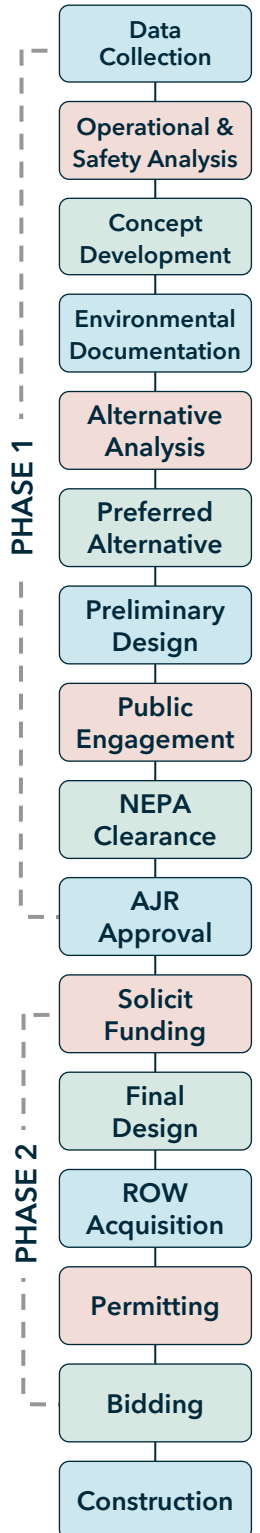 Data
Collection
Operational &
Safety Analysis
Concept
Development
Environmental
Documentation
Alternative
Analysis
Preferred
Alternative
Preliminary
Design
Public
Engagement
NEPA
Clearance
AJR
Approval
PHASE 1
Solicit
Funding
Final
Design
ROW
Acquisition
Permitting
Bidding
PHASE 2
Construction